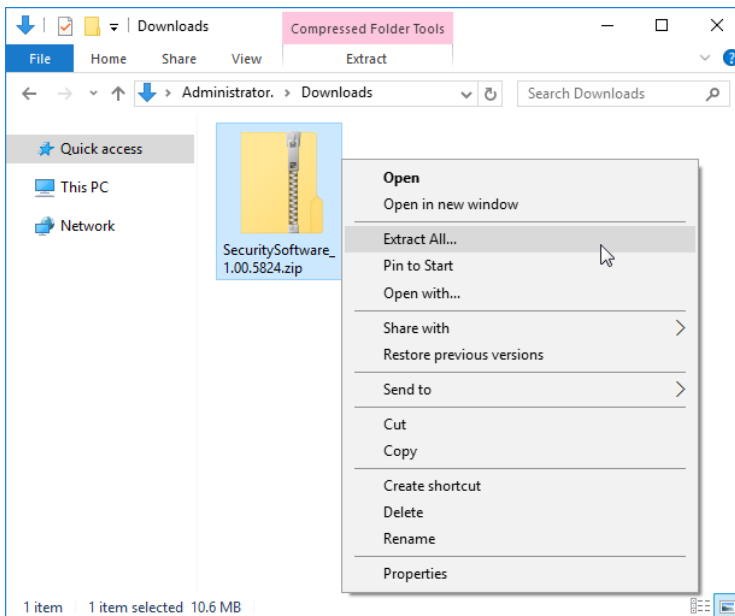 Downloads
Compressed Folder Tools
File Home Share View Extract
Administrator. Downloads
Search Downloads
Quick access
This PC
Network
SecuritySoftware_
1.00.5824.zip
Open
Open in new window
Extract All...
Pin to Start
Open with...
Share with
Restore previous versions
Send to
Cut
Copy
Create shortcut
Delete
Rename
Properties
1 item 1 item selected 10.6 MB